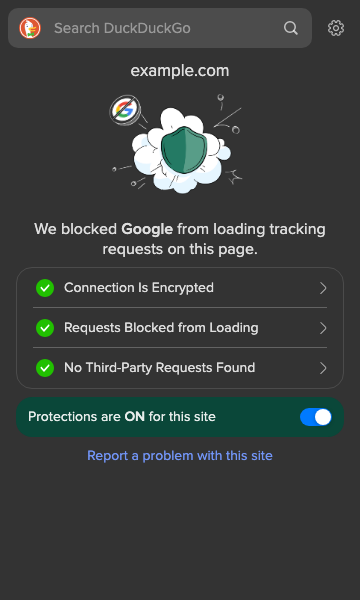 Search DuckDuckGo
example.com
We blocked Google from loading tracking
requests on this page.
Connection Is Encrypted
Requests Blocked from Loading
No Third-Party Requests Found
Protections are ON for this site
Report a problem with this site